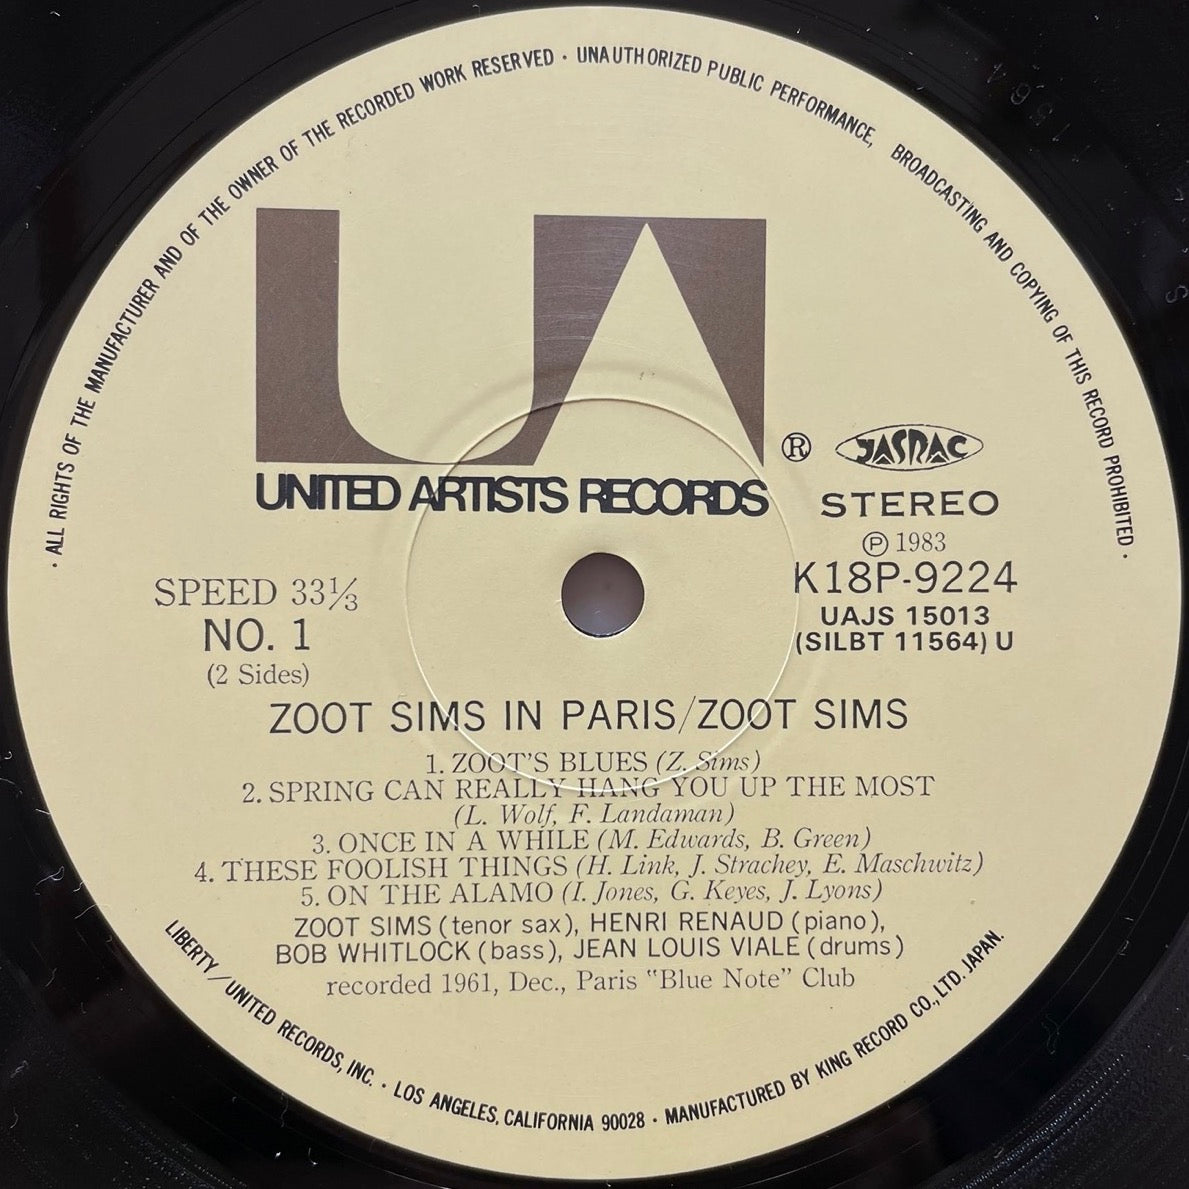 · ALL RIGHTS OF THE MANUFACTURER AND OF THE OWNER OF THE RECORDED WORK RESERVED · UNAUTHORIZED PUBLIC PERFORMANCE, BROADCASTING AND COPYING OF THIS RECORD PROHIBITED ·
UA
UNITED ARTISTS RECORDS
® JASRAC
STEREO
Ⓟ 1983
K18P-9224
UAJS 15013
(SILBT 11564) U
SPEED 33⅓
NO. 1
(2 Sides)
ZOOT SIMS IN PARIS/ZOOT SIMS
1. ZOOT'S BLUES (Z. Sims)
2. SPRING CAN REALLY HANG YOU UP THE MOST
(L. Wolf, F. Landaman)
3. ONCE IN A WHILE (M. Edwards, B. Green)
4. THESE FOOLISH THINGS (H. Link, J. Strachey, E. Maschwitz)
5. ON THE ALAMO (I. Jones, G. Keyes, J. Lyons)
ZOOT SIMS (tenor sax), HENRI RENAUD (piano),
BOB WHITLOCK (bass), JEAN LOUIS VIALE (drums)
recorded 1961, Dec., Paris "Blue Note" Club
LIBERTY/UNITED RECORDS, INC. · LOS ANGELES, CALIFORNIA 90028 · MANUFACTURED BY KING RECORD CO., LTD. JAPAN.